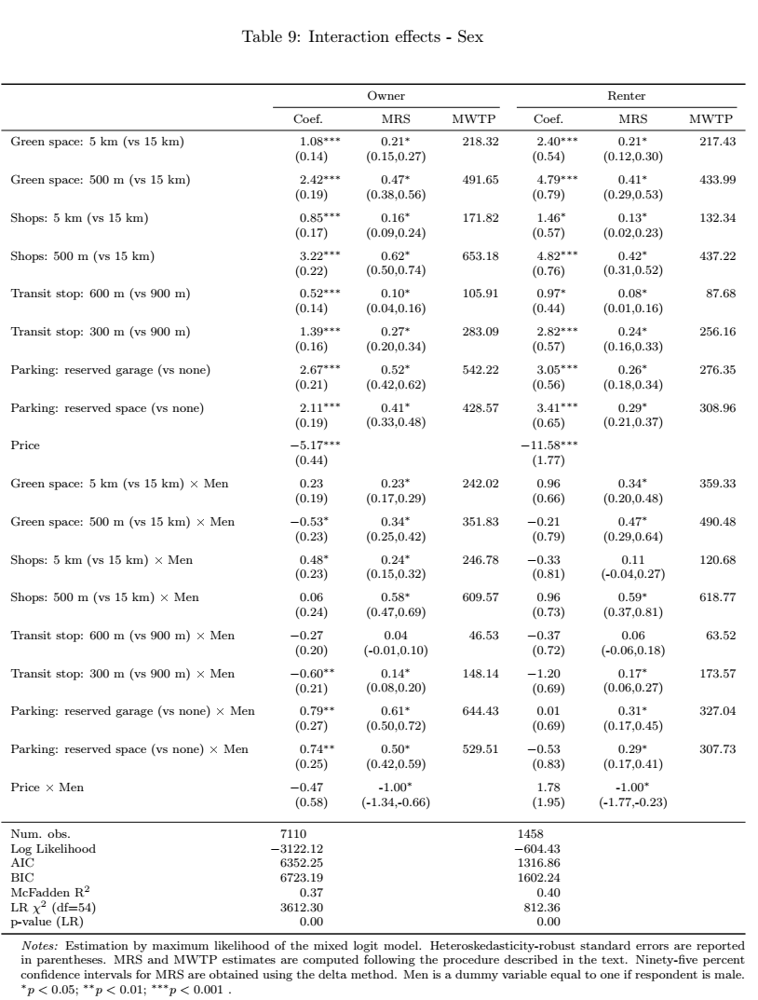 Table 9: Interaction effects - Sex
Owner Renter
Coef. MRS MWTP Coef. MRS MWTP
Green space: 5 km (vs 15 km) 1.08*** 0.21* 218.32 2.40*** 0.21* 217.43
(0.14) (0.15,0.27) (0.54) (0.12,0.30)
Green space: 500 m (vs 15 km) 2.42*** 0.47* 491.65 4.79*** 0.41* 433.99
(0.19) (0.38,0.56) (0.79) (0.29,0.53)
Shops: 5 km (vs 15 km) 0.85*** 0.16* 171.82 1.46* 0.13* 132.34
(0.17) (0.09,0.24) (0.57) (0.02,0.23)
Shops: 500 m (vs 15 km) 3.22*** 0.62* 653.18 4.82*** 0.42* 437.22
(0.22) (0.50,0.74) (0.76) (0.31,0.52)
Transit stop: 600 m (vs 900 m) 0.52*** 0.10* 105.91 0.97* 0.08* 87.68
(0.14) (0.04,0.16) (0.44) (0.01,0.16)
Transit stop: 300 m (vs 900 m) 1.39*** 0.27* 283.09 2.82*** 0.24* 256.16
(0.16) (0.20,0.34) (0.57) (0.16,0.33)
Parking: reserved garage (vs none) 2.67*** 0.52* 542.22 3.05*** 0.26* 276.35
(0.21) (0.42,0.62) (0.56) (0.18,0.34)
Parking: reserved space (vs none) 2.11*** 0.41* 428.57 3.41*** 0.29* 308.96
(0.19) (0.33,0.48) (0.65) (0.21,0.37)
Price −5.17*** −11.58***
(0.44) (1.77)
Green space: 5 km (vs 15 km) × Men 0.23 0.23* 242.02 0.96 0.34* 359.33
(0.19) (0.17,0.29) (0.66) (0.20,0.48)
Green space: 500 m (vs 15 km) × Men −0.53* 0.34* 351.83 −0.21 0.47* 490.48
(0.23) (0.25,0.42) (0.79) (0.29,0.64)
Shops: 5 km (vs 15 km) × Men 0.48* 0.24* 246.78 −0.33 0.11 120.68
(0.23) (0.15,0.32) (0.81) (-0.04,0.27)
Shops: 500 m (vs 15 km) × Men 0.06 0.58* 609.57 0.96 0.59* 618.77
(0.24) (0.47,0.69) (0.73) (0.37,0.81)
Transit stop: 600 m (vs 900 m) × Men −0.27 0.04 46.53 −0.37 0.06 63.52
(0.20) (-0.01,0.10) (0.72) (-0.06,0.18)
Transit stop: 300 m (vs 900 m) × Men −0.60** 0.14* 148.14 −1.20 0.17* 173.57
(0.21) (0.08,0.20) (0.69) (0.06,0.27)
Parking: reserved garage (vs none) × Men 0.79** 0.61* 644.43 0.01 0.31* 327.04
(0.27) (0.50,0.72) (0.69) (0.17,0.45)
Parking: reserved space (vs none) × Men 0.74** 0.50* 529.51 −0.53 0.29* 307.73
(0.25) (0.42,0.59) (0.83) (0.17,0.41)
Price × Men −0.47 -1.00* 1.78 -1.00*
(0.58) (-1.34,-0.66) (1.95) (-1.77,-0.23)
Num. obs. 7110 1458
Log Likelihood −3122.12 −604.43
AIC 6352.25 1316.86
BIC 6723.19 1602.24
McFadden R² 0.37 0.40
LR χ² (df=54) 3612.30 812.36
p-value (LR) 0.00 0.00
Notes: Estimation by maximum likelihood of the mixed logit model. Heteroskedasticity-robust standard errors are reported
in parentheses. MRS and MWTP estimates are computed following the procedure described in the text. Ninety-five percent
confidence intervals for MRS are obtained using the delta method. Men is a dummy variable equal to one if respondent is male.
*p < 0.05; **p < 0.01; ***p < 0.001 .